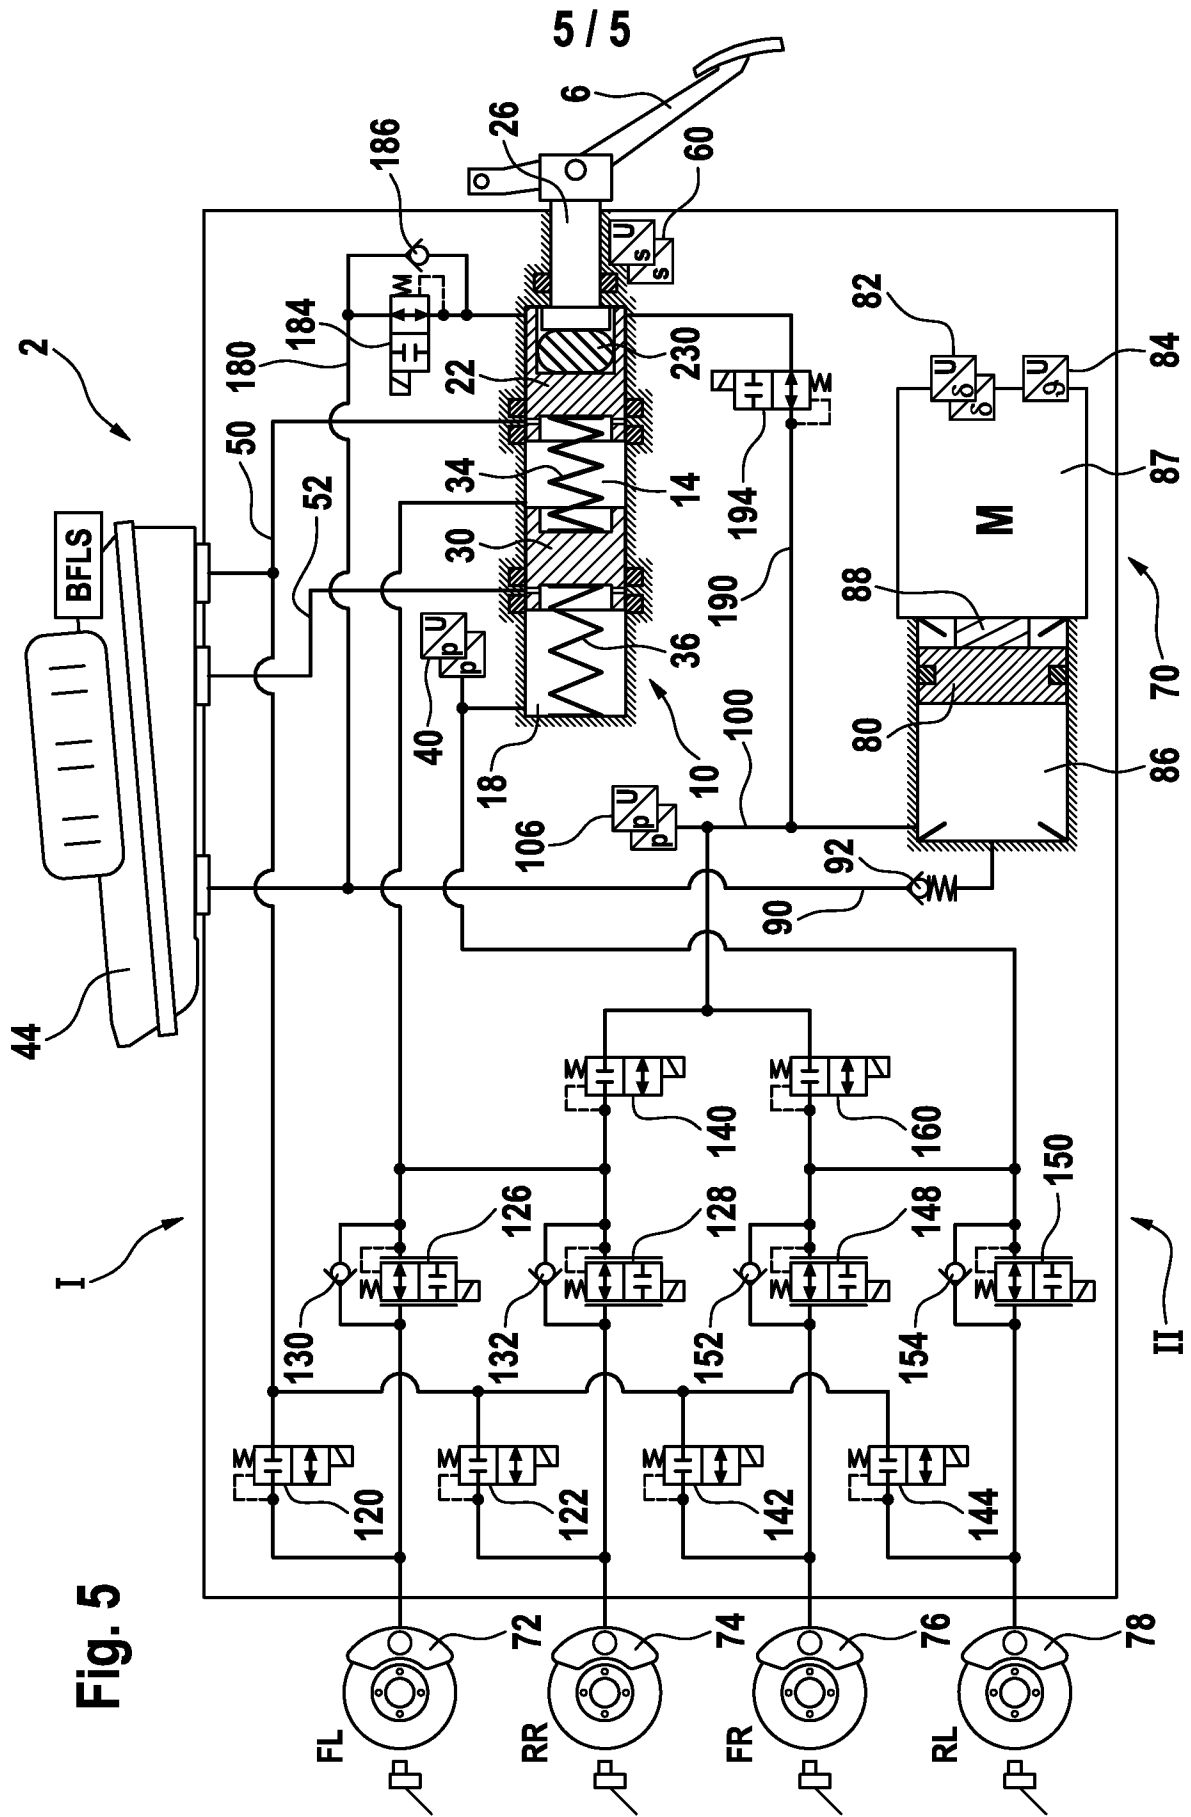 5 / 5
Fig. 5
2
I
II
44
BFLS
50
52
180
184
186
26
6
60
U
s
s
22
230
34
14
30
36
18
10
40
U
p
p
106
U
p
p
100
190
194
90
92
82
U
δ
δ
84
U
ϑ
87
M
88
80
86
70
140
160
126
128
148
150
130
132
152
154
120
122
142
144
72
74
76
78
FL
RR
FR
RL